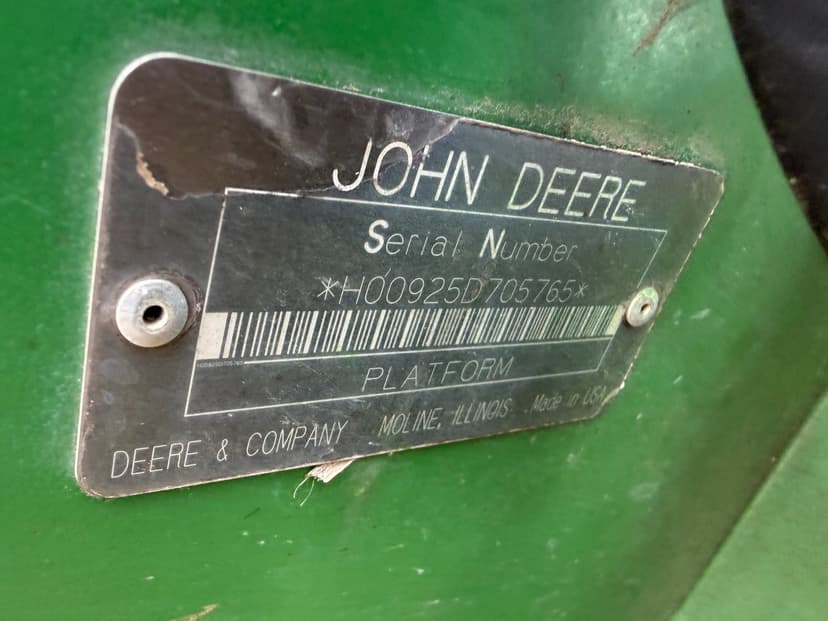 JOHN DEERE
Serial Number
*H00925D705765*
PLATFORM
DEERE & COMPANY MOLINE, ILLINOIS Made in USA